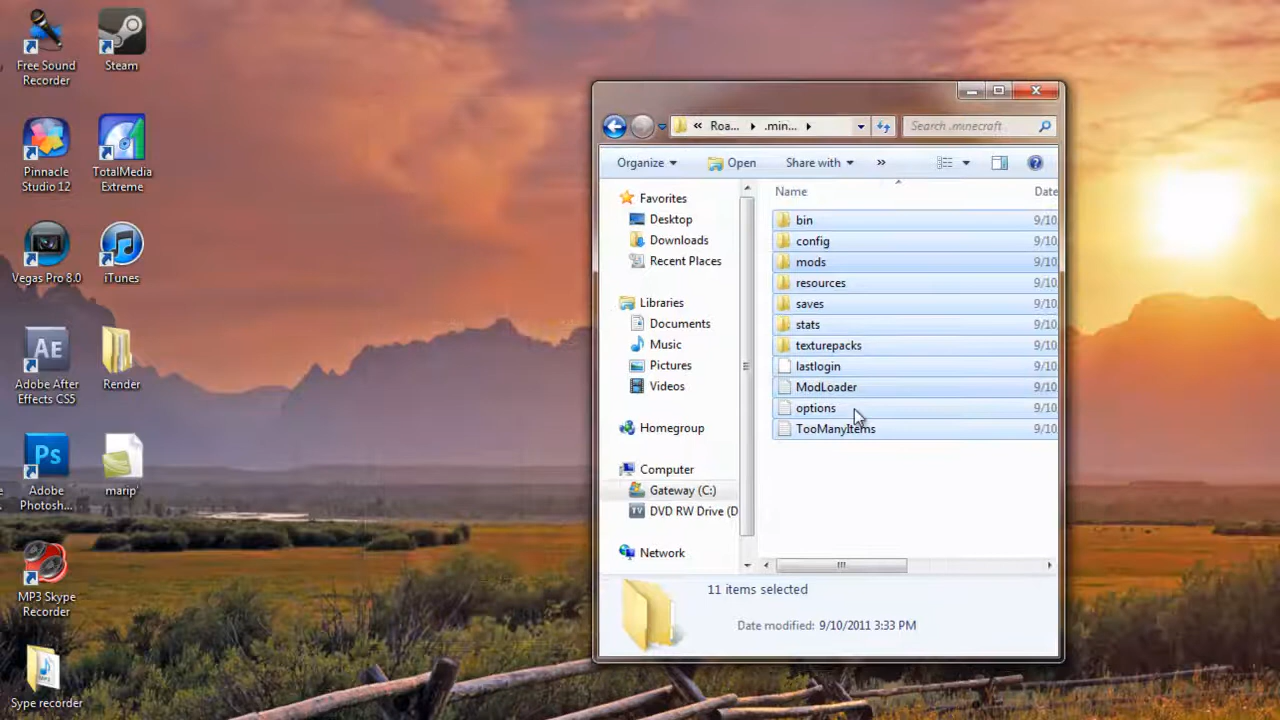 Free Sound
Recorder
Steam
Pinnacle
Studio 12
TotalMedia
Extreme
Vegas Pro 8.0
iTunes
AE
Adobe After
Effects CS5
Render
Ps
Adobe
Photosh...
marip'
MP3 Skype
Recorder
MP3
Sype recorder
« Roa... .min...
Search .minecraft
Organize
Open
Share with
»
Favorites
Desktop
Downloads
Recent Places
Libraries
Documents
Music
Pictures
Videos
Homegroup
Computer
Gateway (C:)
DVD RW Drive (D
Network
Name
Date
bin 9/10
config 9/10
mods 9/10
resources 9/10
saves 9/10
stats 9/10
texturepacks 9/10
lastlogin 9/10
ModLoader 9/10
options 9/10
TooManyItems 9/10
11 items selected
Date modified: 9/10/2011 3:33 PM